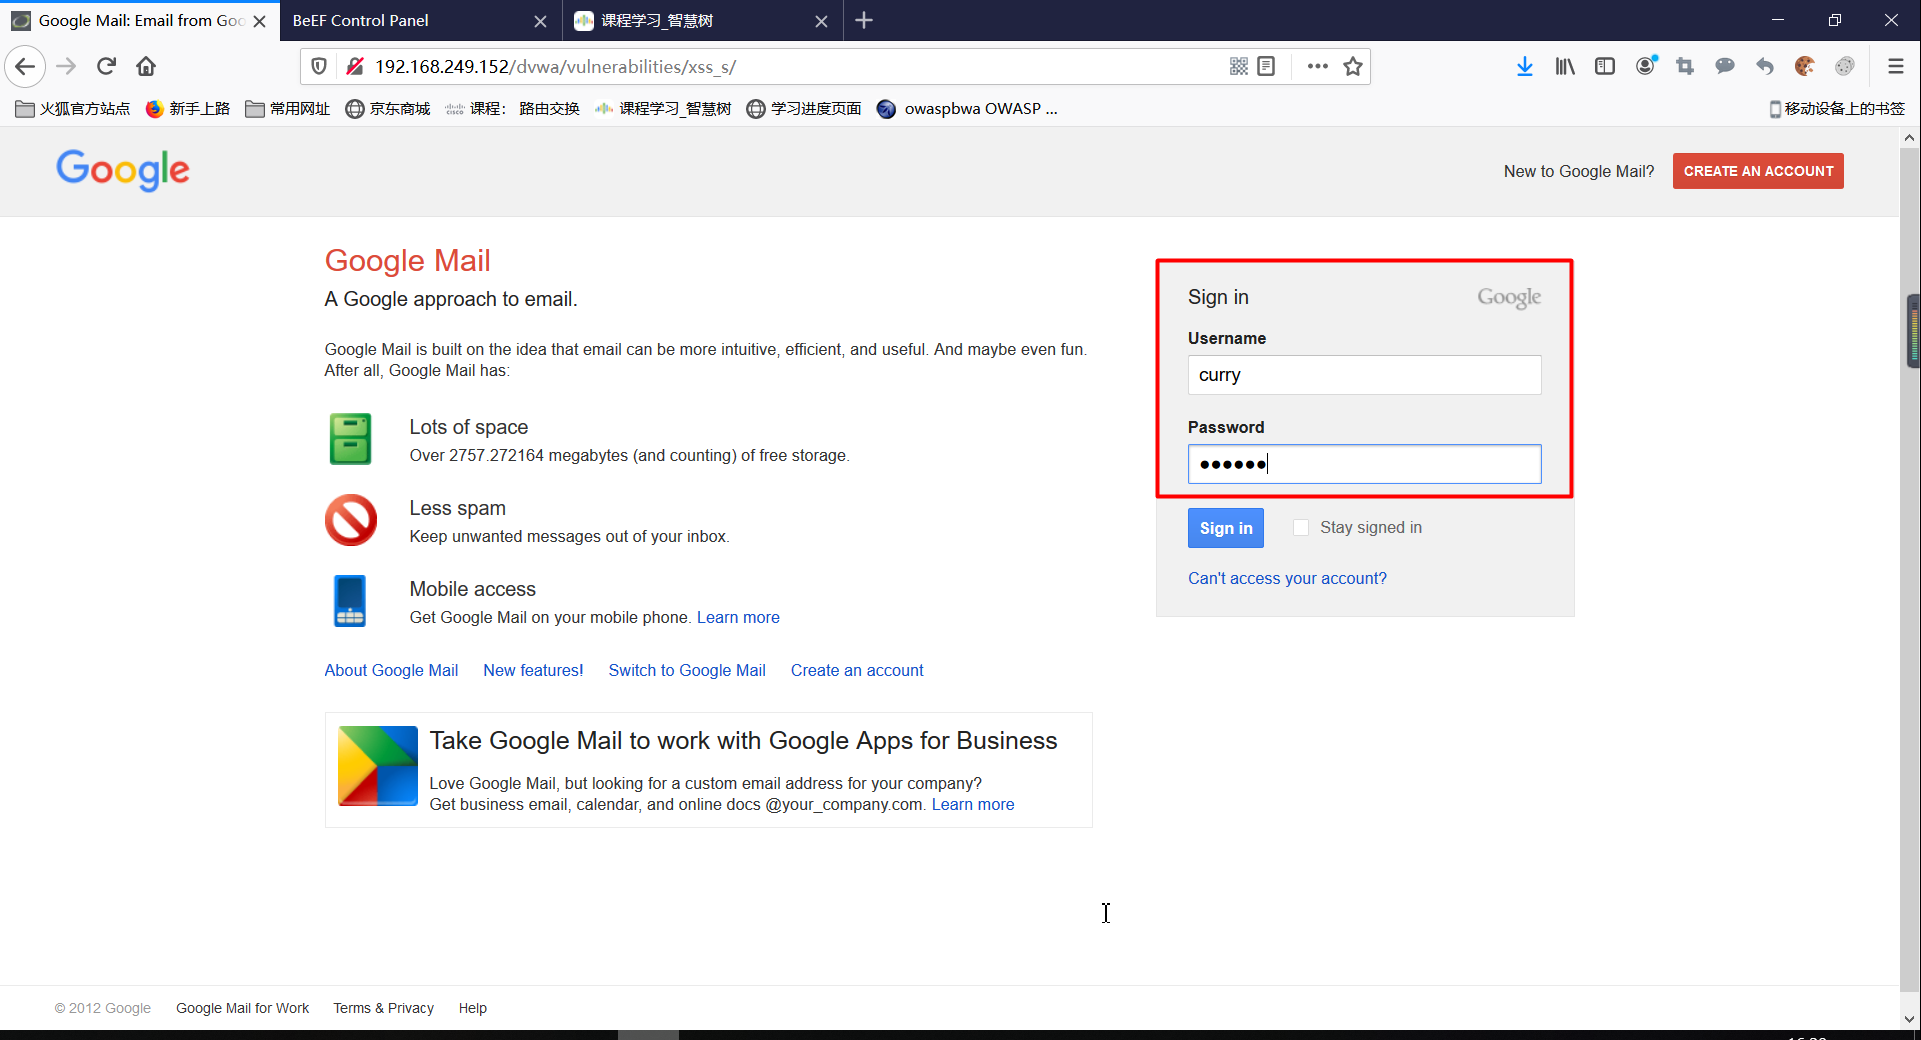 Google Mail: Email from Goo
BeEF Control Panel
课程学习_智慧树
192.168.249.152/dvwa/vulnerabilities/xss_s/
火狐官方站点
新手上路
常用网址
京东商城
课程： 路由交换
课程学习_智慧树
学习进度页面
owaspbwa OWASP ...
移动设备上的书签
Google
New to Google Mail?
CREATE AN ACCOUNT
Google Mail
A Google approach to email.
Google Mail is built on the idea that email can be more intuitive, efficient, and useful. And maybe even fun.
After all, Google Mail has:
Lots of space
Over 2757.272164 megabytes (and counting) of free storage.
Less spam
Keep unwanted messages out of your inbox.
Mobile access
Get Google Mail on your mobile phone. Learn more
About Google Mail New features! Switch to Google Mail Create an account
Take Google Mail to work with Google Apps for Business
Love Google Mail, but looking for a custom email address for your company?
Get business email, calendar, and online docs @your_company.com. Learn more
Sign in
Google
Username
curry
Password
••••••
Sign in
Stay signed in
Can't access your account?
© 2012 Google Google Mail for Work Terms & Privacy Help